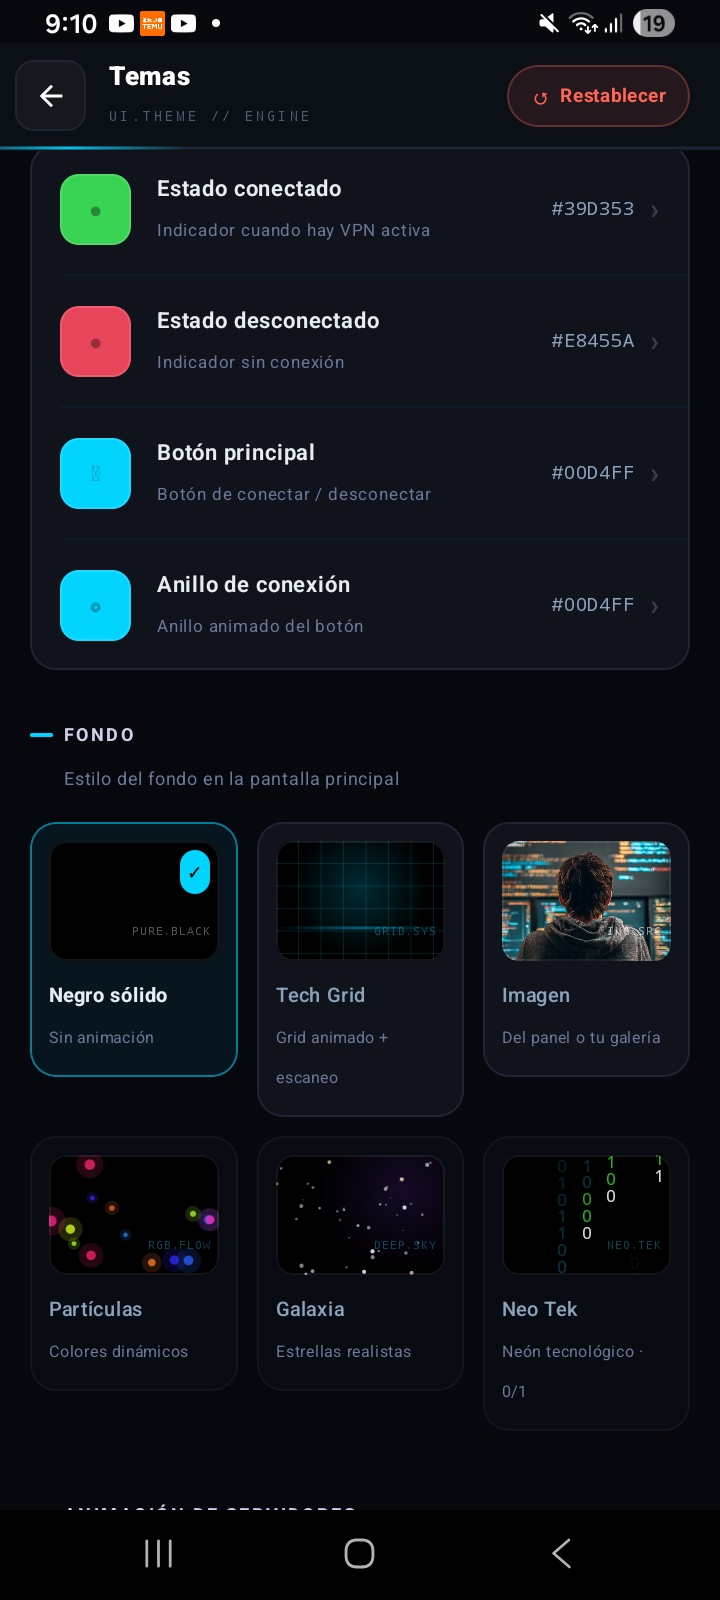 9:10
19
Temas
UI.THEME // ENGINE
Restablecer
Estado conectado
Indicador cuando hay VPN activa
#39D353
Estado desconectado
Indicador sin conexión
#E8455A
Botón principal
Botón de conectar / desconectar
#00D4FF
Anillo de conexión
Anillo animado del botón
#00D4FF
FONDO
Estilo del fondo en la pantalla principal
PURE.BLACK
GRID.SYS
Negro sólido
Sin animación
Tech Grid
Grid animado +
escaneo
Imagen
Del panel o tu galería
RGB.FLOW
DEEP.SKY
NEO.TEK
Partículas
Colores dinámicos
Galaxia
Estrellas realistas
Neo Tek
Neón tecnológico ·
0/1
ANIMACIÓN DE SERVIDORES